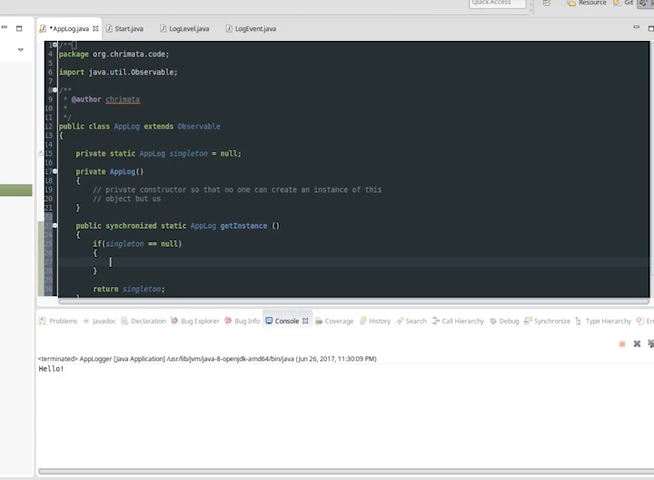 Quick Access
Resource
Git
*AppLog.java
Start.java
LogLevel.java
LogEvent.java
1 /**
4 package org.chrimata.code;
5
6 import java.util.Observable;
7
8 /**
9 * @author chrimata
10 *
11 */
12 public class AppLog extends Observable
13 {
14
15 private static AppLog singleton = null;
16
17 private AppLog()
18 {
19 // private constructor so that no one can create an instance of this
20 // object but us
21 }
22
23 public synchronized static AppLog getInstance ()
24 {
25 if(singleton == null)
26 {
27
28 }
29
30 return singleton;
}
Problems
Javadoc
Declaration
Bug Explorer
Bug Info
Console
Coverage
History
Search
Call Hierarchy
Debug
Synchronize
Type Hierarchy
<terminated> AppLogger [Java Application] /usr/lib/jvm/java-8-openjdk-amd64/bin/java (Jun 26, 2017, 11:30:09 PM)
Hello!